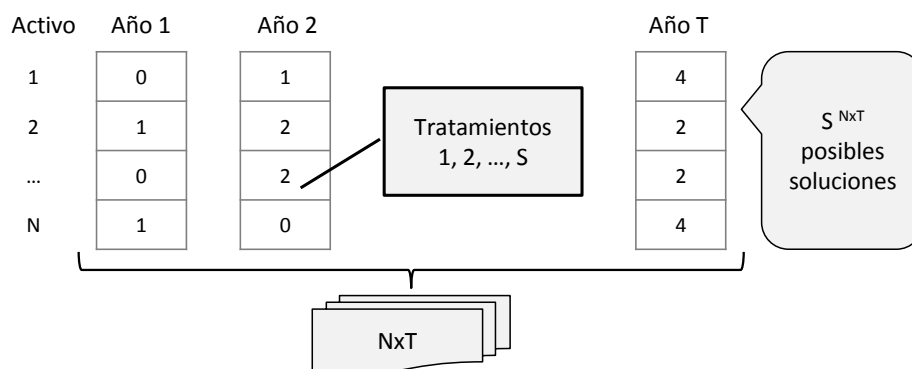 Activo Año 1 Año 2 Año T
1 0 1 4
2 1 2 2
... 0 2 2
N 1 0 4
Tratamientos
1, 2, ..., S
S NxT
posibles
soluciones
NxT